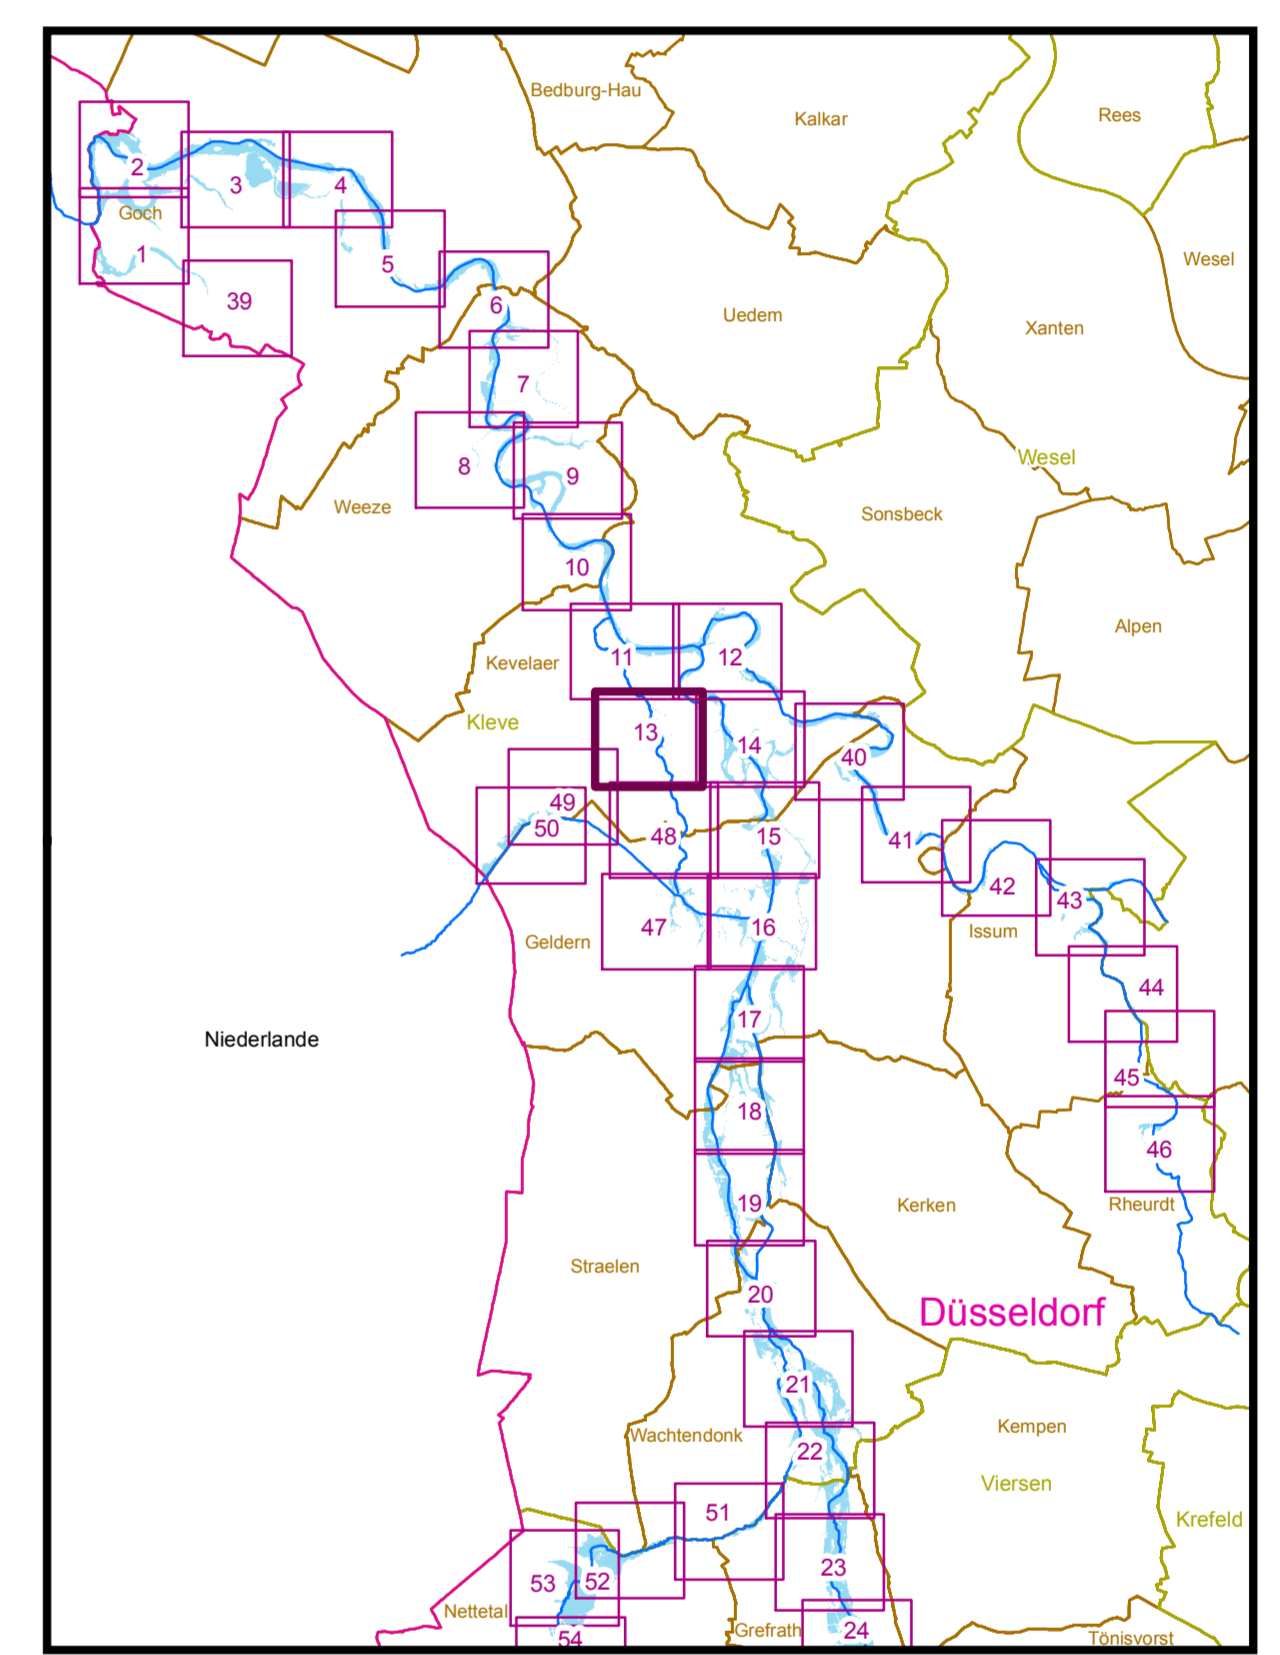 Bedburg-Hau
Kalkar
Rees
2
3
4
Goch
1
5
Wesel
39
6
Uedem
Xanten
7
8
9
Wesel
Weeze
Sonsbeck
10
Alpen
11
12
Kevelaer
Kleve
13
14
40
49
50
48
15
41
42
43
47
16
Geldern
Issum
44
17
Niederlande
45
18
46
19
Kerken
Rheurdt
Straelen
20
Düsseldorf
21
Kempen
Wachtendonk
22
Viersen
51
Krefeld
23
53
52
Nettetal
Grefrath
24
54
Tönisvorst